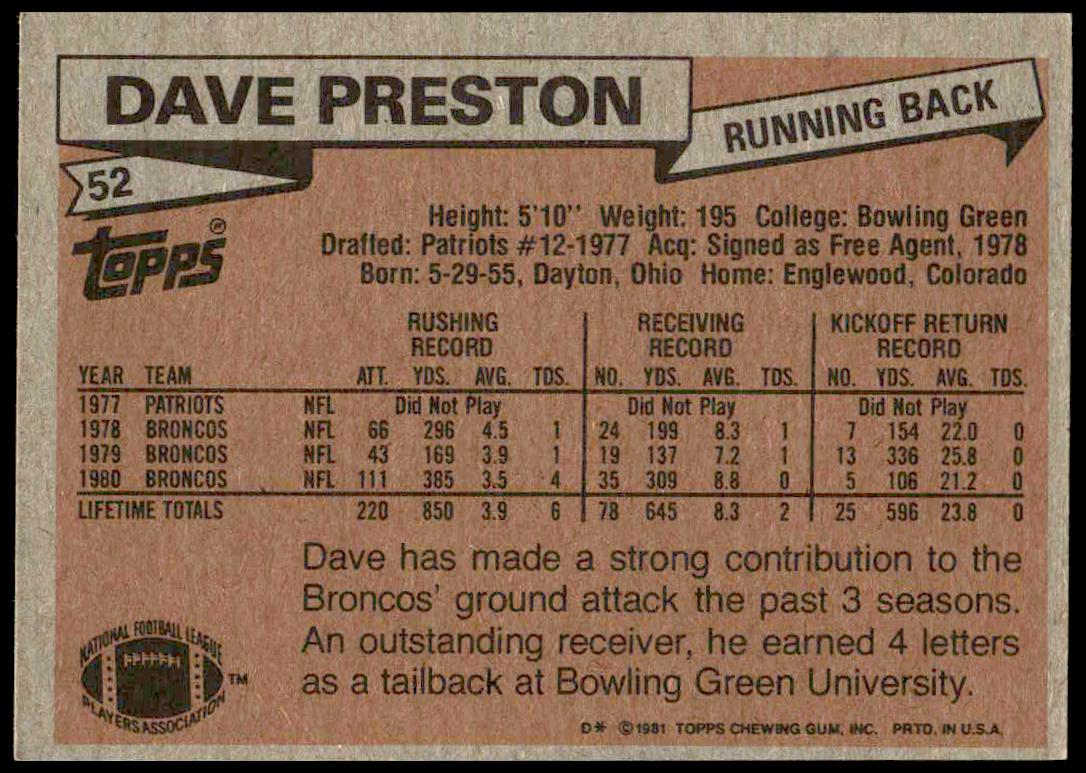 DAVE PRESTON
RUNNING BACK
52
TOPPS®
Height: 5'10" Weight: 195 College: Bowling Green
Drafted: Patriots #12-1977 Acq: Signed as Free Agent, 1978
Born: 5-29-55, Dayton, Ohio Home: Englewood, Colorado
RUSHING RECORD RECEIVING RECORD KICKOFF RETURN RECORD
YEAR TEAM ATT. YDS. AVG. TDS. NO. YDS. AVG. TDS. NO. YDS. AVG. TDS.
1977 PATRIOTS NFL Did Not Play Did Not Play Did Not Play
1978 BRONCOS NFL 66 296 4.5 1 24 199 8.3 1 7 154 22.0 0
1979 BRONCOS NFL 43 169 3.9 1 19 137 7.2 1 13 336 25.8 0
1980 BRONCOS NFL 111 385 3.5 4 35 309 8.8 0 5 106 21.2 0
LIFETIME TOTALS 220 850 3.9 6 78 645 8.3 2 25 596 23.8 0
Dave has made a strong contribution to the
Broncos' ground attack the past 3 seasons.
An outstanding receiver, he earned 4 letters
as a tailback at Bowling Green University.
NATIONAL FOOTBALL LEAGUE
PLAYERS ASSOCIATION
TM
D* ©1981 TOPPS CHEWING GUM, INC. PRTD. IN U.S.A.